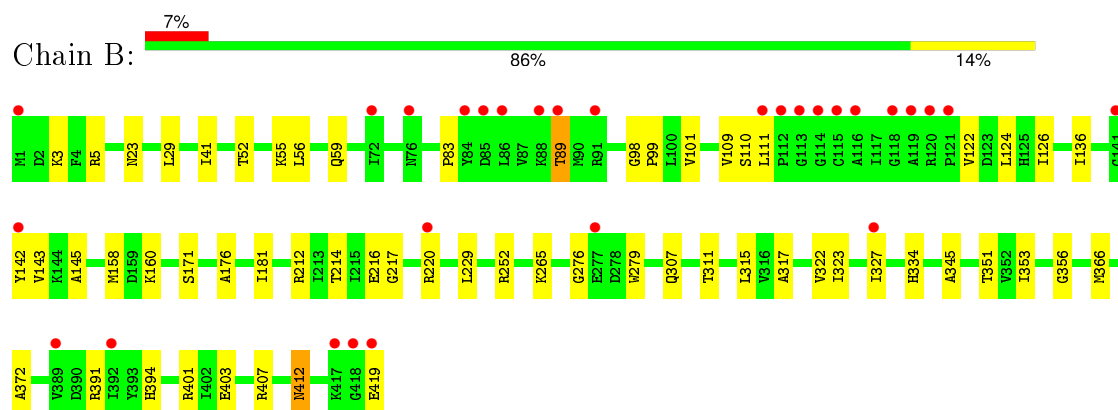 7%
Chain B:
86% 14%
M1 D2 K3 F4 R5 N23 L29 I41 T52 K55 L56 Q59 I72 N76 P83 Y84 D85 L86 V87 K88 T89 M90 R91 G98 P99 L100 V101 V109 S110 L111 P112 G113 G114 C115 A116 I117 G118 A119 R120 P121 V122 D123 L124 H125 I126 I136 G141
Y142 V143 K144 A145 M158 D159 K160 S171 A176 I181 R212 I213 T214 I215 E216 G217 R220 L229 R252 K265 G276 E277 D278 W279 Q307 T311 L315 V316 A317 V322 I323 I327 H334 A345 T351 V352 I353 G356 M366
A372 V389 D390 R391 I392 Y393 H394 R401 I402 E403 R407 N412 K417 G418 E419